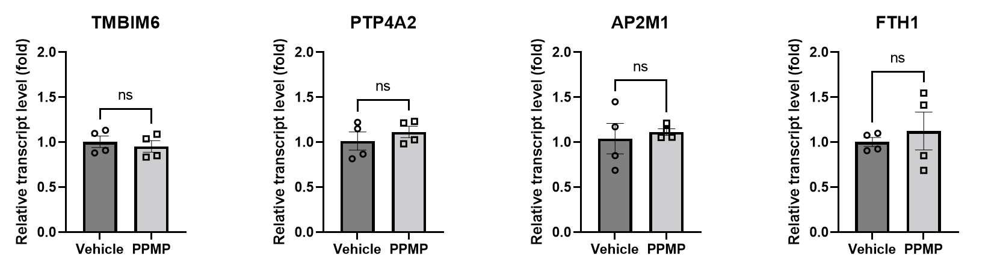 TMBIM6
Relative transcript level (fold)
2.0
1.5
1.0
0.5
0.0
ns
Vehicle PPMP
PTP4A2
Relative transcript level (fold)
2.0
1.5
1.0
0.5
0.0
ns
Vehicle PPMP
AP2M1
Relative transcript level (fold)
2.0
1.5
1.0
0.5
0.0
ns
Vehicle PPMP
FTH1
Relative transcript level (fold)
2.0
1.5
1.0
0.5
0.0
ns
Vehicle PPMP